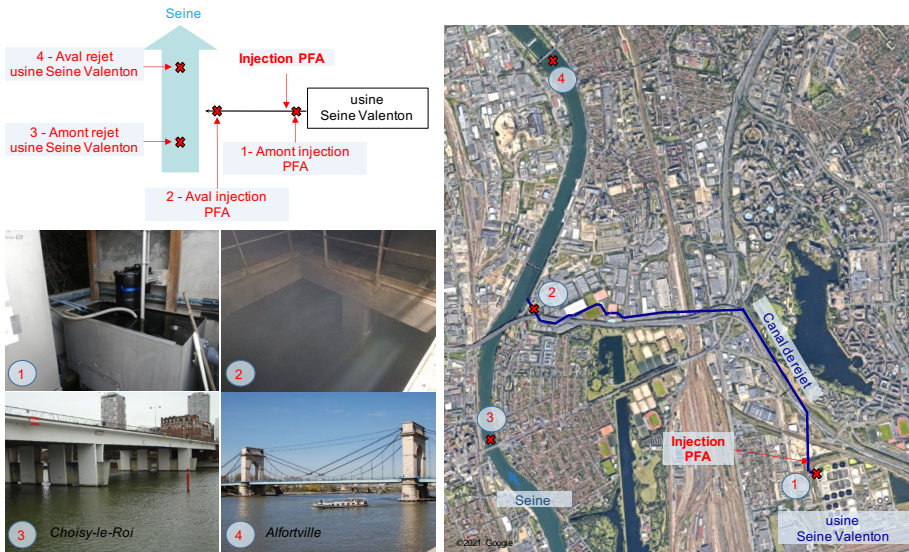 Seine
4 - Aval rejet
usine Seine Valenton
Injection PFA
usine
Seine Valenton
3 - Amont rejet
usine Seine Valenton
1- Amont injection
PFA
2 - Aval injection
PFA
1
2
3
Choisy-le-Roi
4
Alfortville
4
2
Canal de rejet
3
Injection
PFA
1
Seine
usine
Seine Valenton
©2021 Google